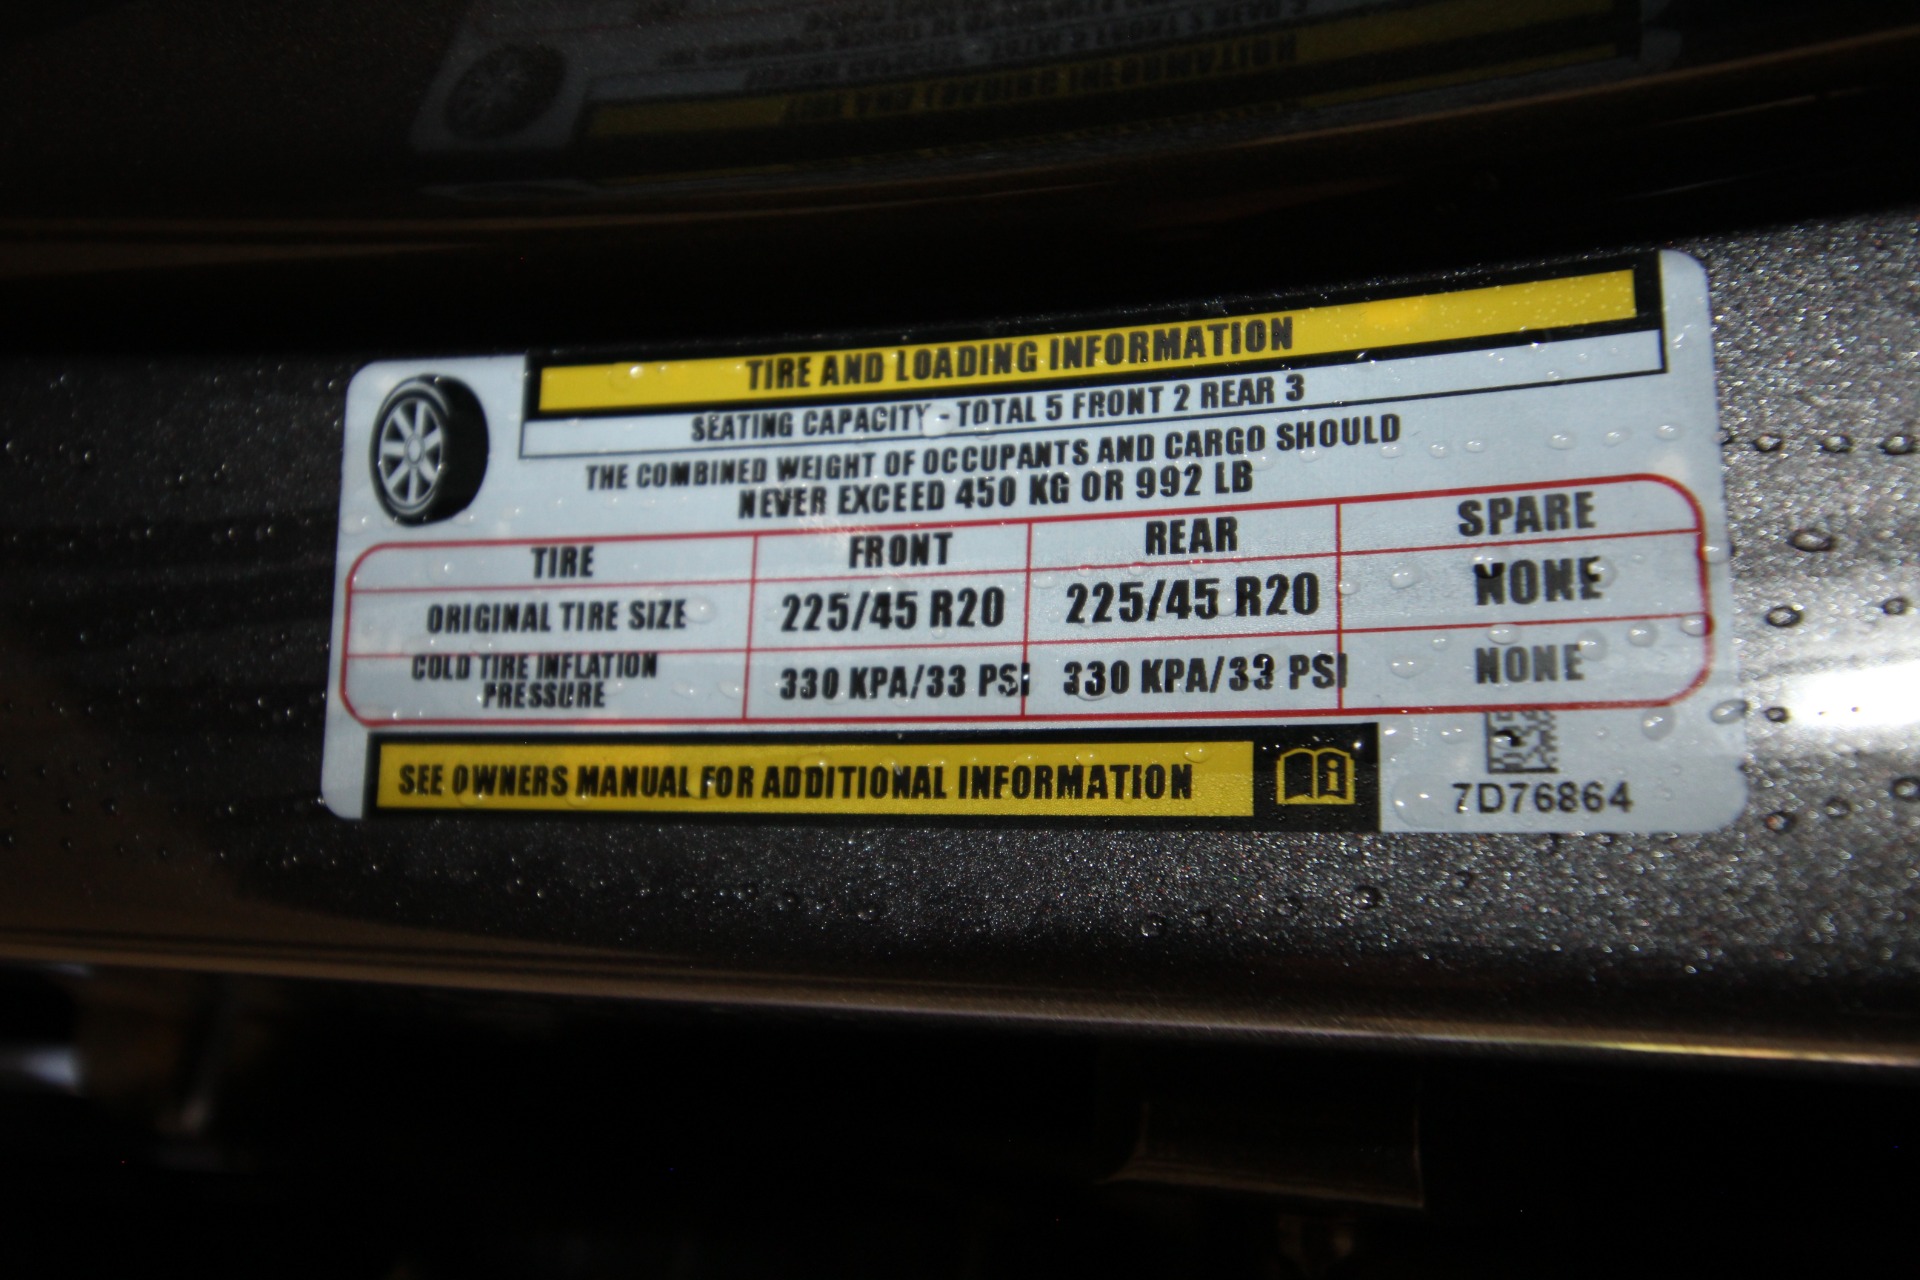 TIRE AND LOADING INFORMATION
SEATING CAPACITY - TOTAL 5 FRONT 2 REAR 3
THE COMBINED WEIGHT OF OCCUPANTS AND CARGO SHOULD
NEVER EXCEED 450 KG OR 992 LB
TIRE FRONT REAR SPARE
ORIGINAL TIRE SIZE 225/45 R20 225/45 R20 NONE
COLD TIRE INFLATION
PRESSURE 330 KPA/33 PSI 330 KPA/33 PSI NONE
SEE OWNERS MANUAL FOR ADDITIONAL INFORMATION
7D76864